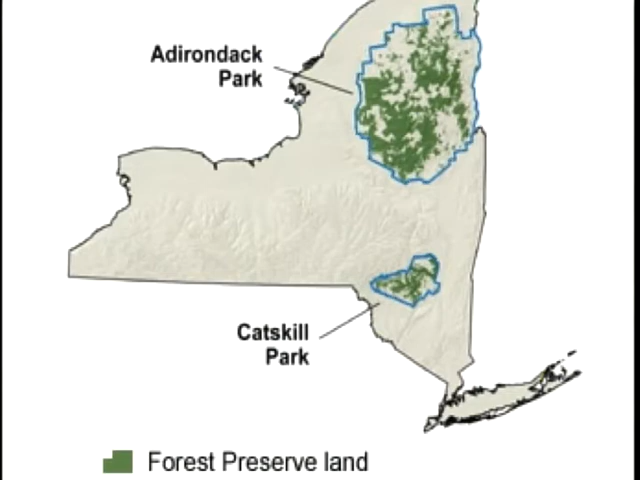 Adirondack
Park
Catskill
Park
Forest Preserve land